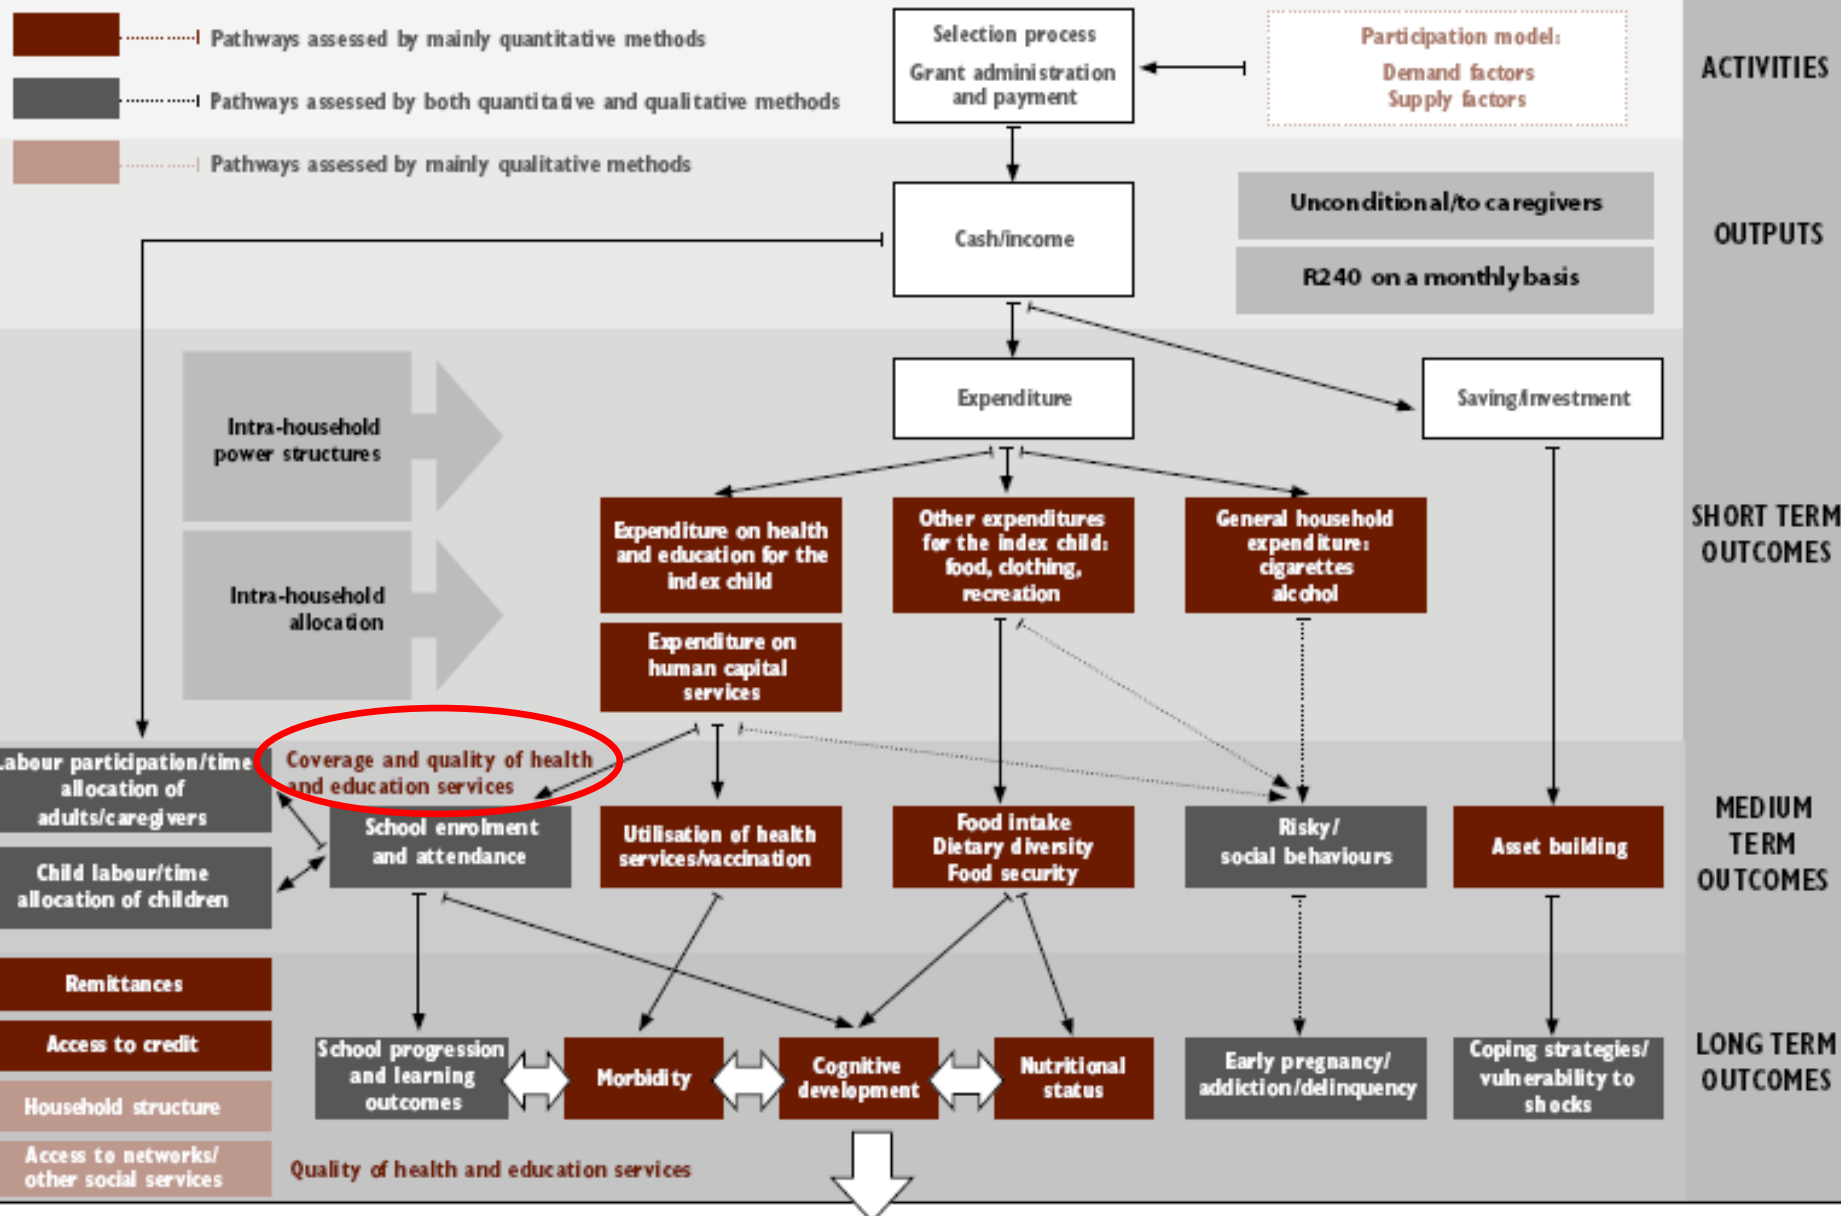 Pathways assessed by mainly quantitative methods
Pathways assessed by both quantitative and qualitative methods
Pathways assessed by mainly qualitative methods
Selection process
Grant administration
and payment
Participation model:
Demand factors
Supply factors
ACTIVITIES
Cash/income
Unconditional/to caregivers
R240 on a monthly basis
OUTPUTS
Intra-household
power structures
Intra-household
allocation
Expenditure
Saving/Investment
Expenditure on health
and education for the
index child
Other expenditures
for the index child:
food, clothing,
recreation
General household
expenditure:
cigarettes
alcohol
Expenditure on
human capital
services
SHORT TERM
OUTCOMES
Labour participation/time
allocation of
adults/caregivers
Coverage and quality of health
and education services
School enrolment
and attendance
Utilisation of health
services/vaccination
Food intake
Dietary diversity
Food security
Risky/
social behaviours
Asset building
Child labour/time
allocation of children
MEDIUM
TERM
OUTCOMES
Remittances
Access to credit
Household structure
Access to networks/
other social services
School progression
and learning
outcomes
Morbidity
Cognitive
development
Nutritional
status
Early pregnancy/
addiction/delinquency
Coping strategies/
vulnerability to
shocks
LONG TERM
OUTCOMES
Quality of health and education services